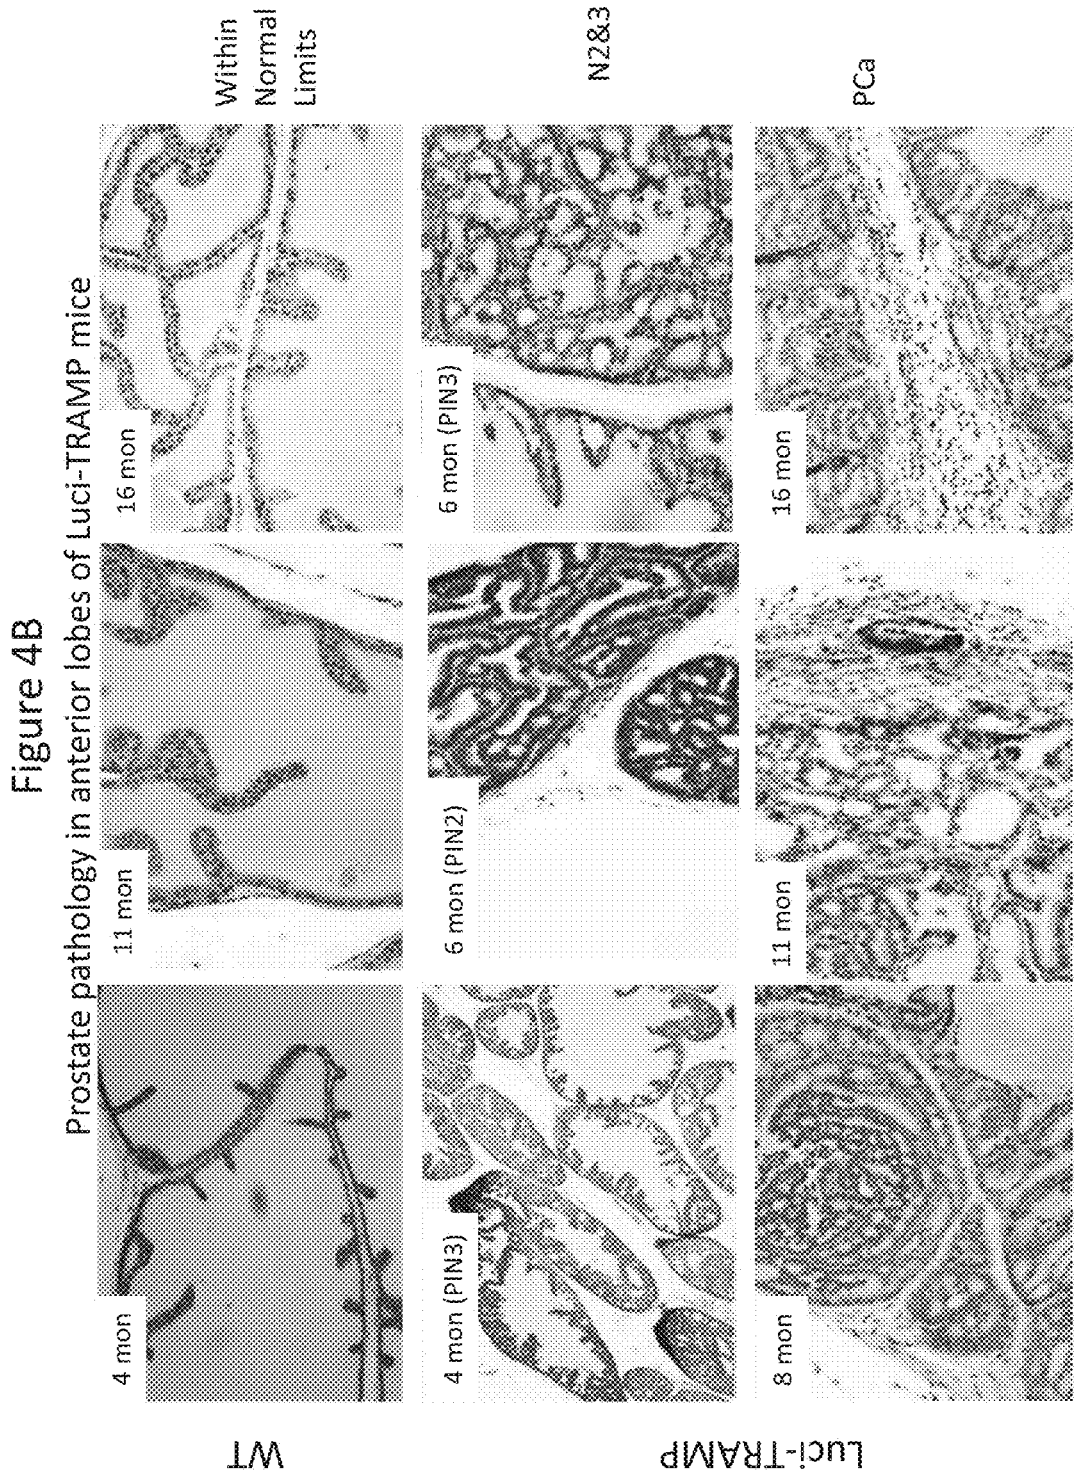 Figure 4B
Prostate pathology in anterior lobes of Luci-TRAMP mice
WT
4 mon
11 mon
16 mon
Within
Normal
Limits
Luci-TRAMP
4 mon (PIN3)
6 mon (PIN2)
6 mon (PIN3)
N2&3
8 mon
11 mon
16 mon
PCa